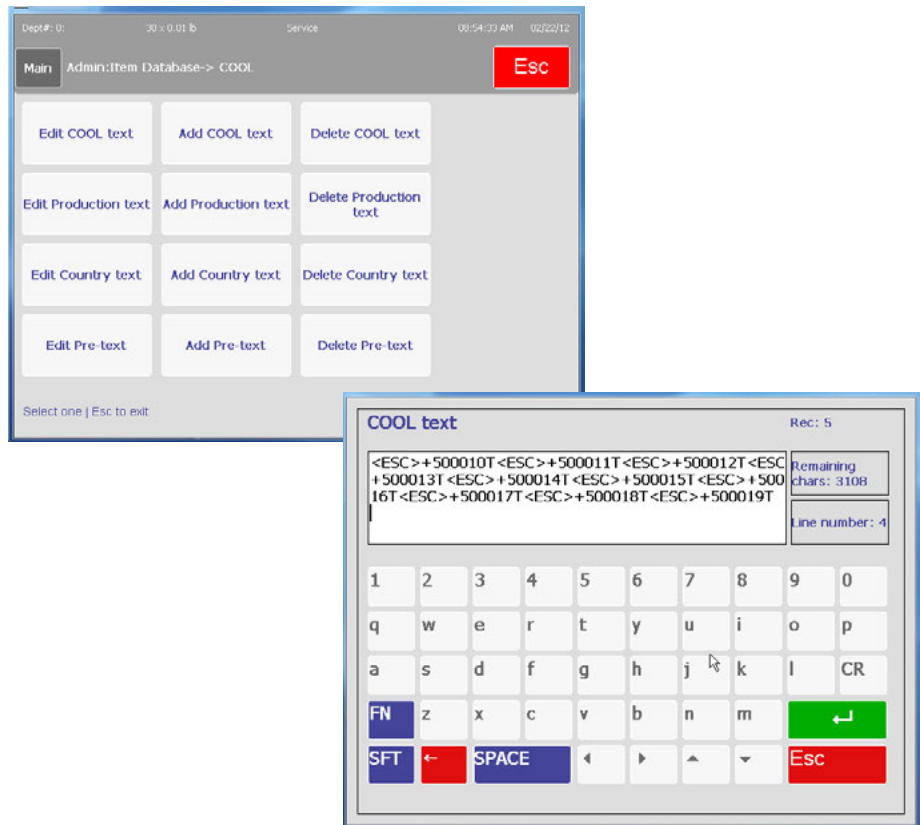 Dept#: 0: 30 x 0.01 lb Service 08:54:33 AM 02/22/12
Main Admin:Item Database-> COOL Esc
Edit COOL text Add COOL text Delete COOL text
Edit Production text Add Production text Delete Production
text
Edit Country text Add Country text Delete Country text
Edit Pre-text Add Pre-text Delete Pre-text
Select one | Esc to exit
COOL text Rec: 5
<ESC>+500010T<ESC>+500011T<ESC>+500012T<ESC
+500013T<ESC>+500014T<ESC>+500015T<ESC>+500
16T<ESC>+500017T<ESC>+500018T<ESC>+500019T
Remaining
chars: 3108
Line number: 4
1 2 3 4 5 6 7 8 9 0
q w e r t y u i o p
a s d f g h j k l CR
FN z x c v b n m
SFT ← SPACE Esc